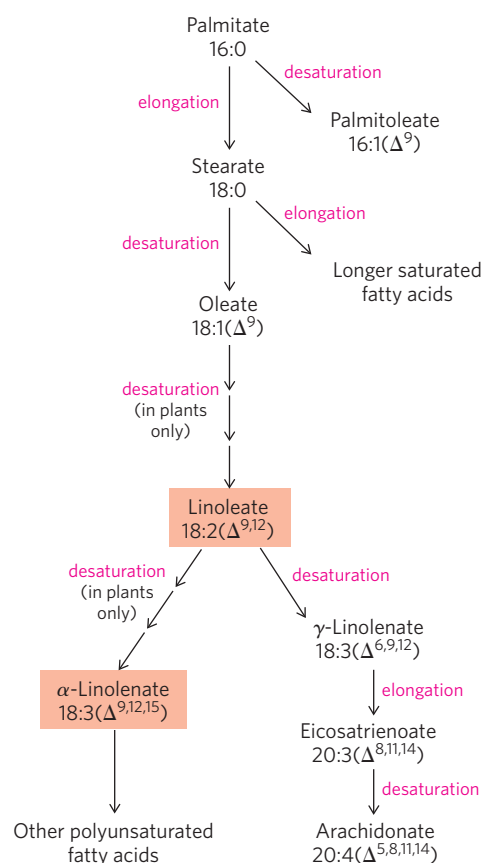 Palmitate
16:0
desaturation
elongation
Palmitoleate
16:1(Δ⁹)
Stearate
18:0
elongation
desaturation
Longer saturated
fatty acids
Oleate
18:1(Δ⁹)
desaturation
(in plants
only)
Linoleate
18:2(Δ⁹,¹²)
desaturation
(in plants
only)
desaturation
γ-Linolenate
18:3(Δ⁶,⁹,¹²)
α-Linolenate
18:3(Δ⁹,¹²,¹⁵)
elongation
Eicosatrienoate
20:3(Δ⁸,¹¹,¹⁴)
desaturation
Other polyunsaturated
fatty acids
Arachidonate
20:4(Δ⁵,⁸,¹¹,¹⁴)